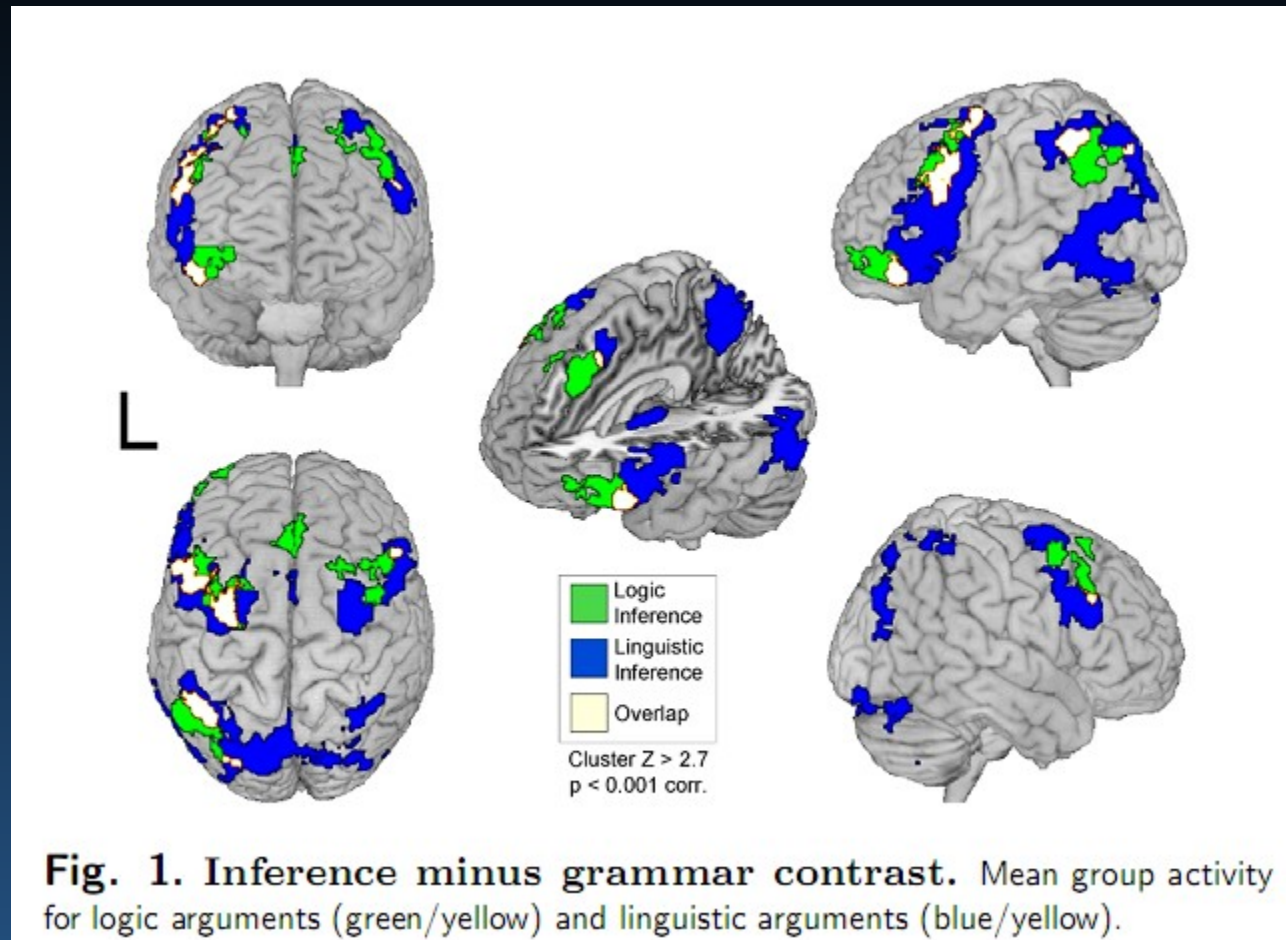 L
Logic
Inference
Linguistic
Inference
Overlap
Cluster Z > 2.7
p < 0.001 corr.
Fig. 1. Inference minus grammar contrast. Mean group activity
for logic arguments (green/yellow) and linguistic arguments (blue/yellow).